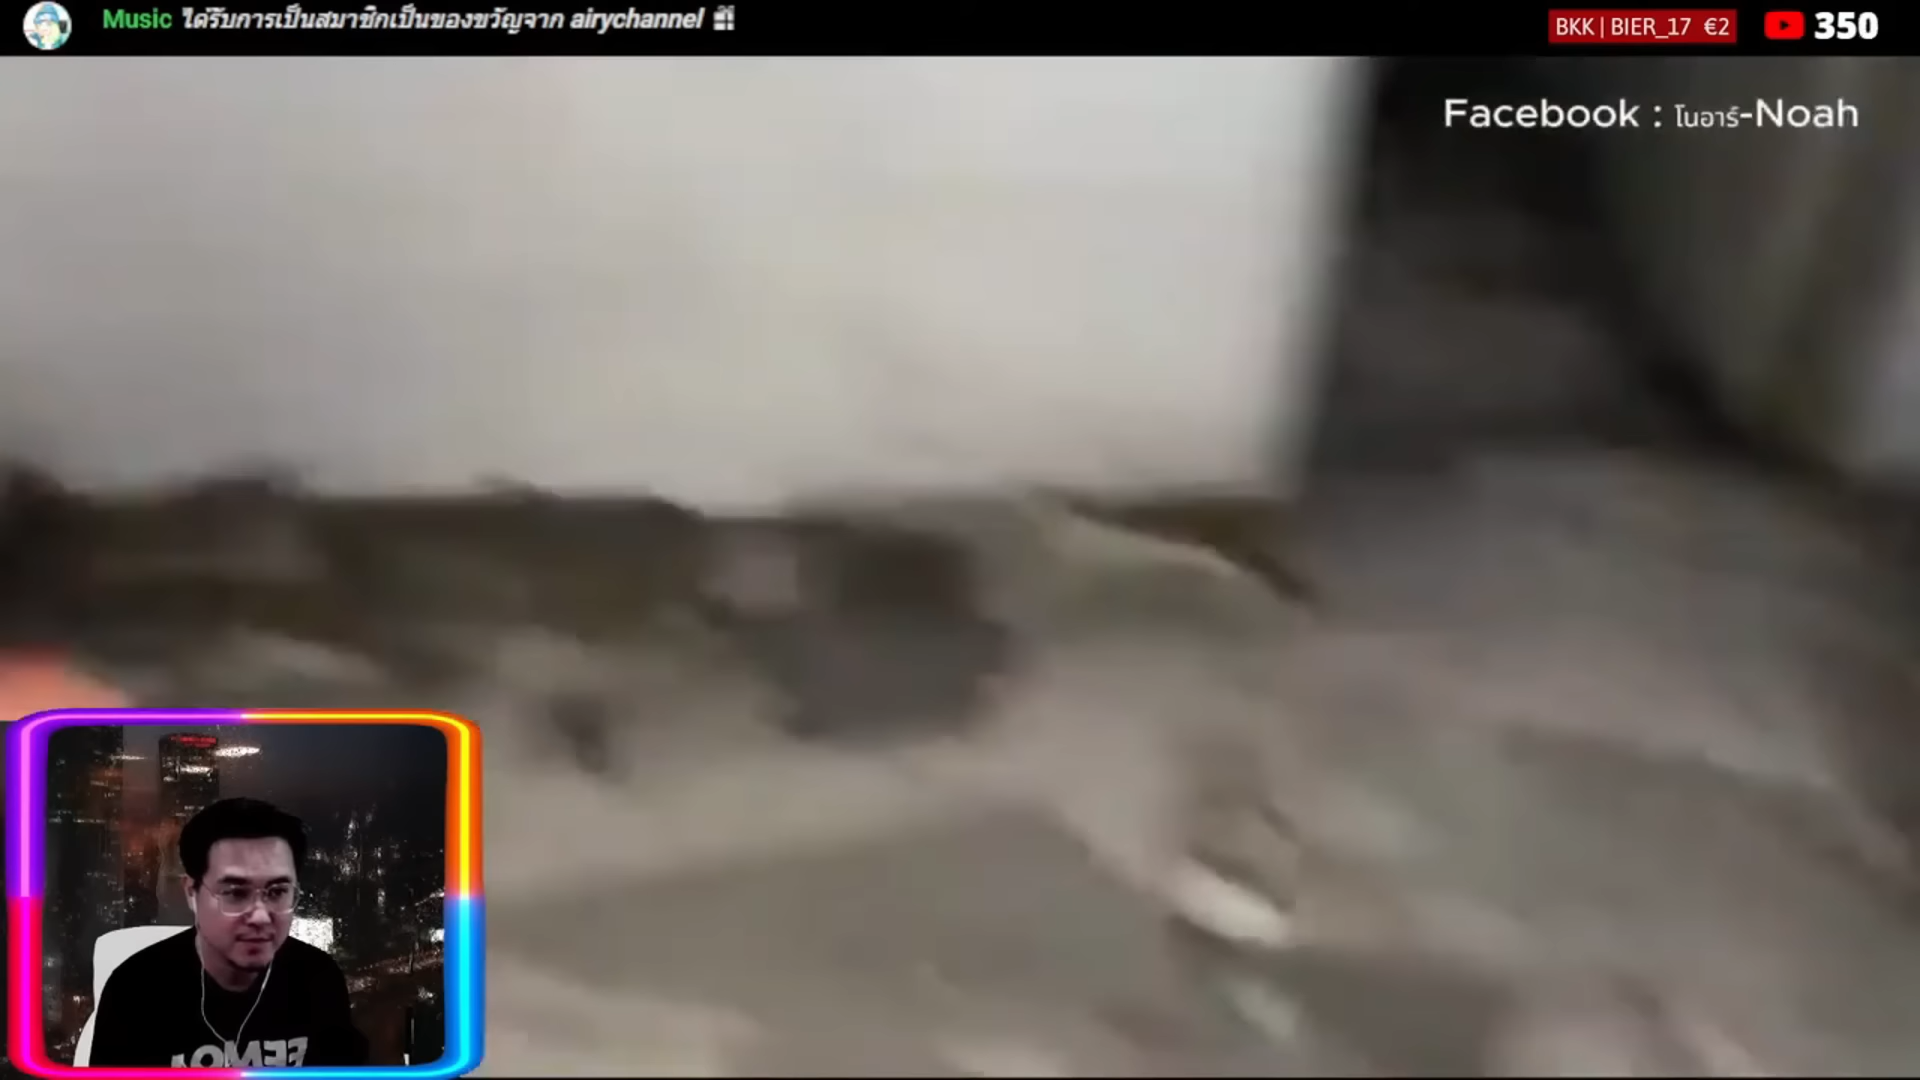 Music ได้รับการเป็นสมาชิกเป็นของขวัญจาก airychannel
BKK | BIER_17 €2
350
Facebook : โนอาร์-Noah